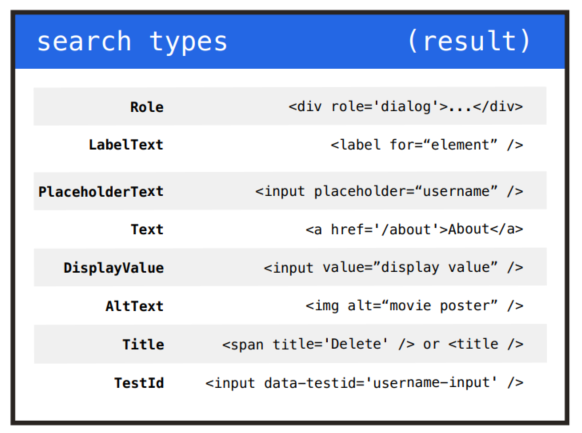 search types (result)
Role <div role='dialog'>...</div>
LabelText <label for=“element” />
PlaceholderText <input placeholder=“username” />
Text <a href='/about'>About</a>
DisplayValue <input value=”display value” />
AltText <img alt=“movie poster” />
Title <span title='Delete' /> or <title />
TestId <input data-testid='username-input' />